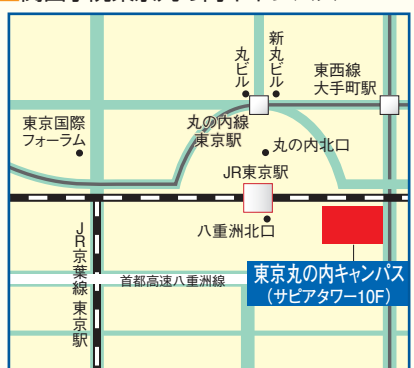 新丸ビル
丸ビル
東西線
大手町駅
東京国際
フォーラム
丸の内線
東京駅
丸の内北口
JR東京駅
八重洲北口
JR京葉線 東京駅
首都高速八重洲線
東京丸の内キャンパス
（サピアタワー10F）